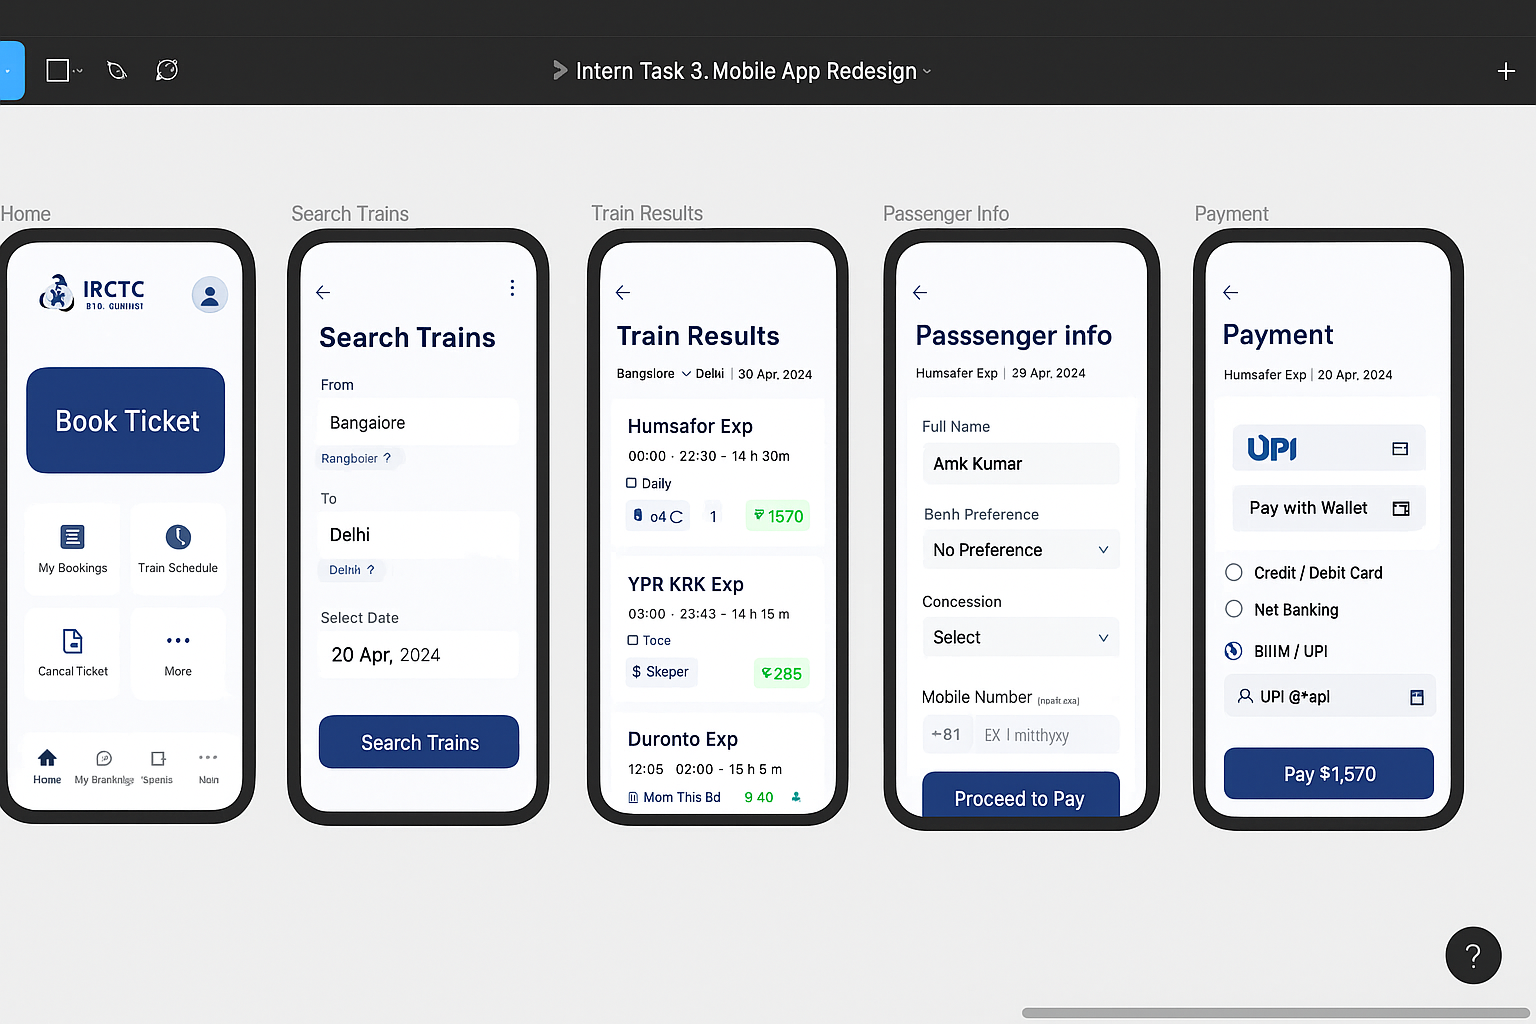 Intern Task 3. Mobile App Redesign
Home
IRCTC
B10. GUNIHST
Book Ticket
My Bookings
Train Schedule
Cancal Ticket
More
Home
My Branknlge
'Spenis
Non
Search Trains
Search Trains
From
Bangaiore
Rangboier ?
To
Delhi
Delnh ?
Select Date
20 Apr, 2024
Search Trains
Train Results
Train Results
Bangslore Delhi | 30 Apr. 2024
Humsafor Exp
00:00 · 22:30 - 14 h 30m
Daily
o4 C 1 1570
YPR KRK Exp
03:00 · 23:43 - 14 h 15 m
Toce
$ Skeper 285
Duronto Exp
12:05 02:00 - 15 h 5 m
Mom This Bd 9 40
Passenger Info
Passsenger info
Humsafer Exp | 29 Apr. 2024
Full Name
Amk Kumar
Benh Preference
No Preference
Concession
Select
Mobile Number
+81 EX I mitthyxy
Proceed to Pay
Payment
Payment
Humsafer Exp | 20 Apr. 2024
UPI
Pay with Wallet
Credit / Debit Card
Net Banking
BIIIM / UPI
UPI @*apl
Pay $1,570
?